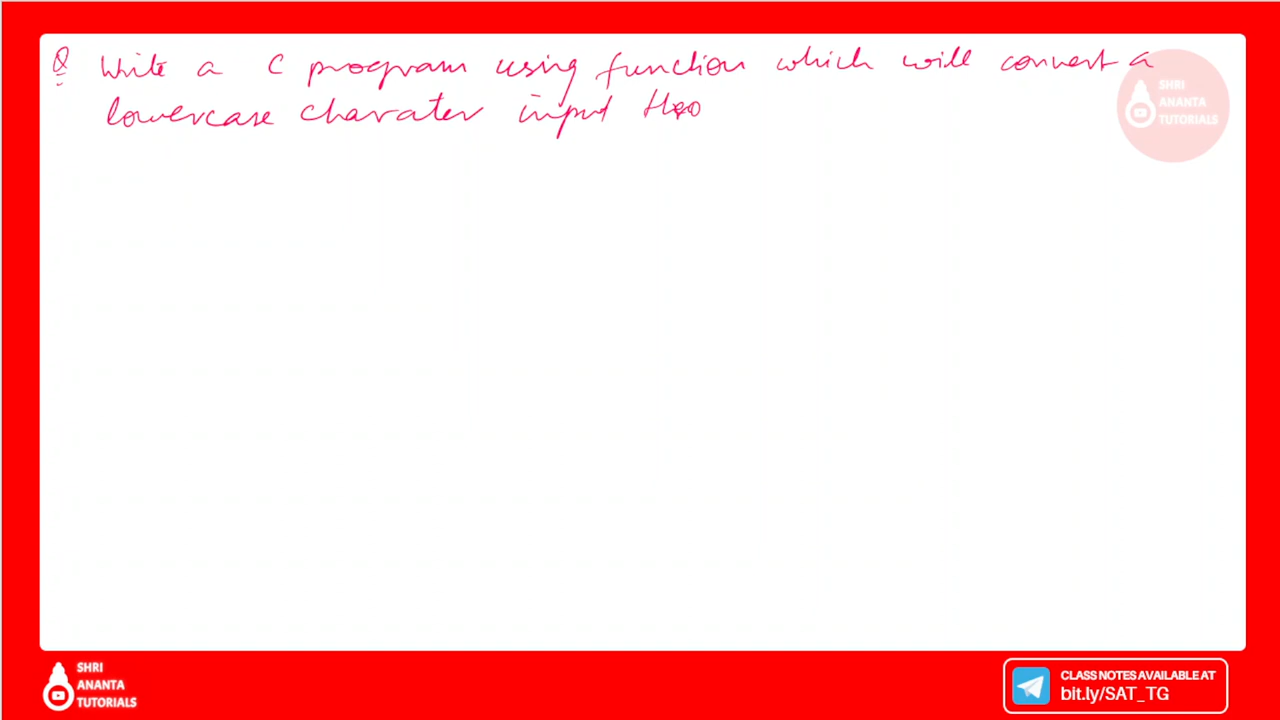 Q Write a C program using function which will convert a
lowercase charater input thro
SHRI
ANANTA
TUTORIALS
SHRI
ANANTA
TUTORIALS
CLASS NOTES AVAILABLE AT
bit.ly/SAT_TG